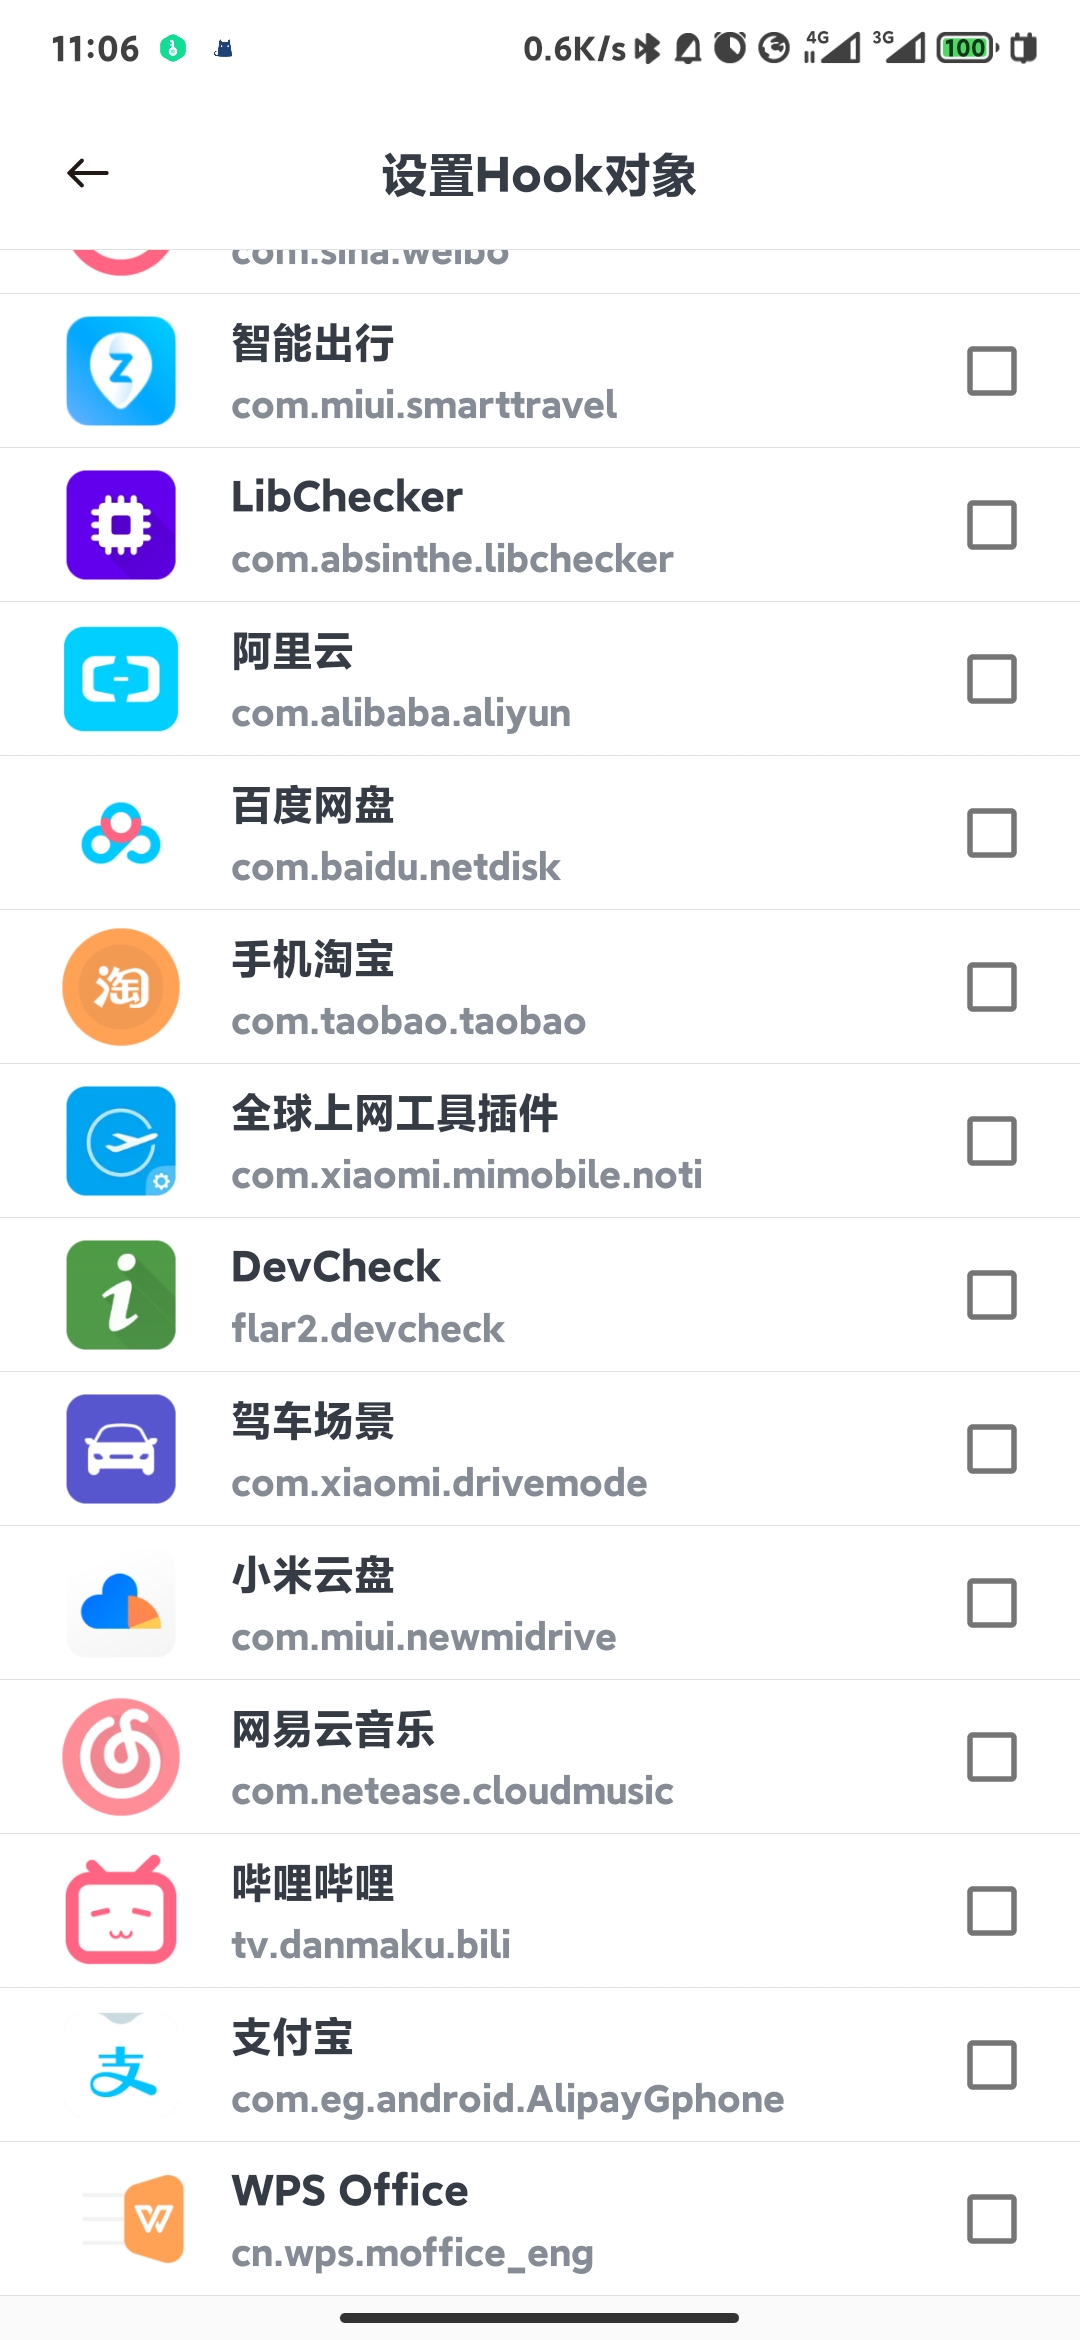 11:06 0.6K/s 4G 3G 100
设置Hook对象
com.sina.weibo
智能出行
com.miui.smarttravel
LibChecker
com.absinthe.libchecker
阿里云
com.alibaba.aliyun
百度网盘
com.baidu.netdisk
淘
手机淘宝
com.taobao.taobao
全球上网工具插件
com.xiaomi.mimobile.noti
DevCheck
flar2.devcheck
驾车场景
com.xiaomi.drivemode
小米云盘
com.miui.newmidrive
网易云音乐
com.netease.cloudmusic
哔哩哔哩
tv.danmaku.bili
支
支付宝
com.eg.android.AlipayGphone
WPS Office
cn.wps.moffice_eng